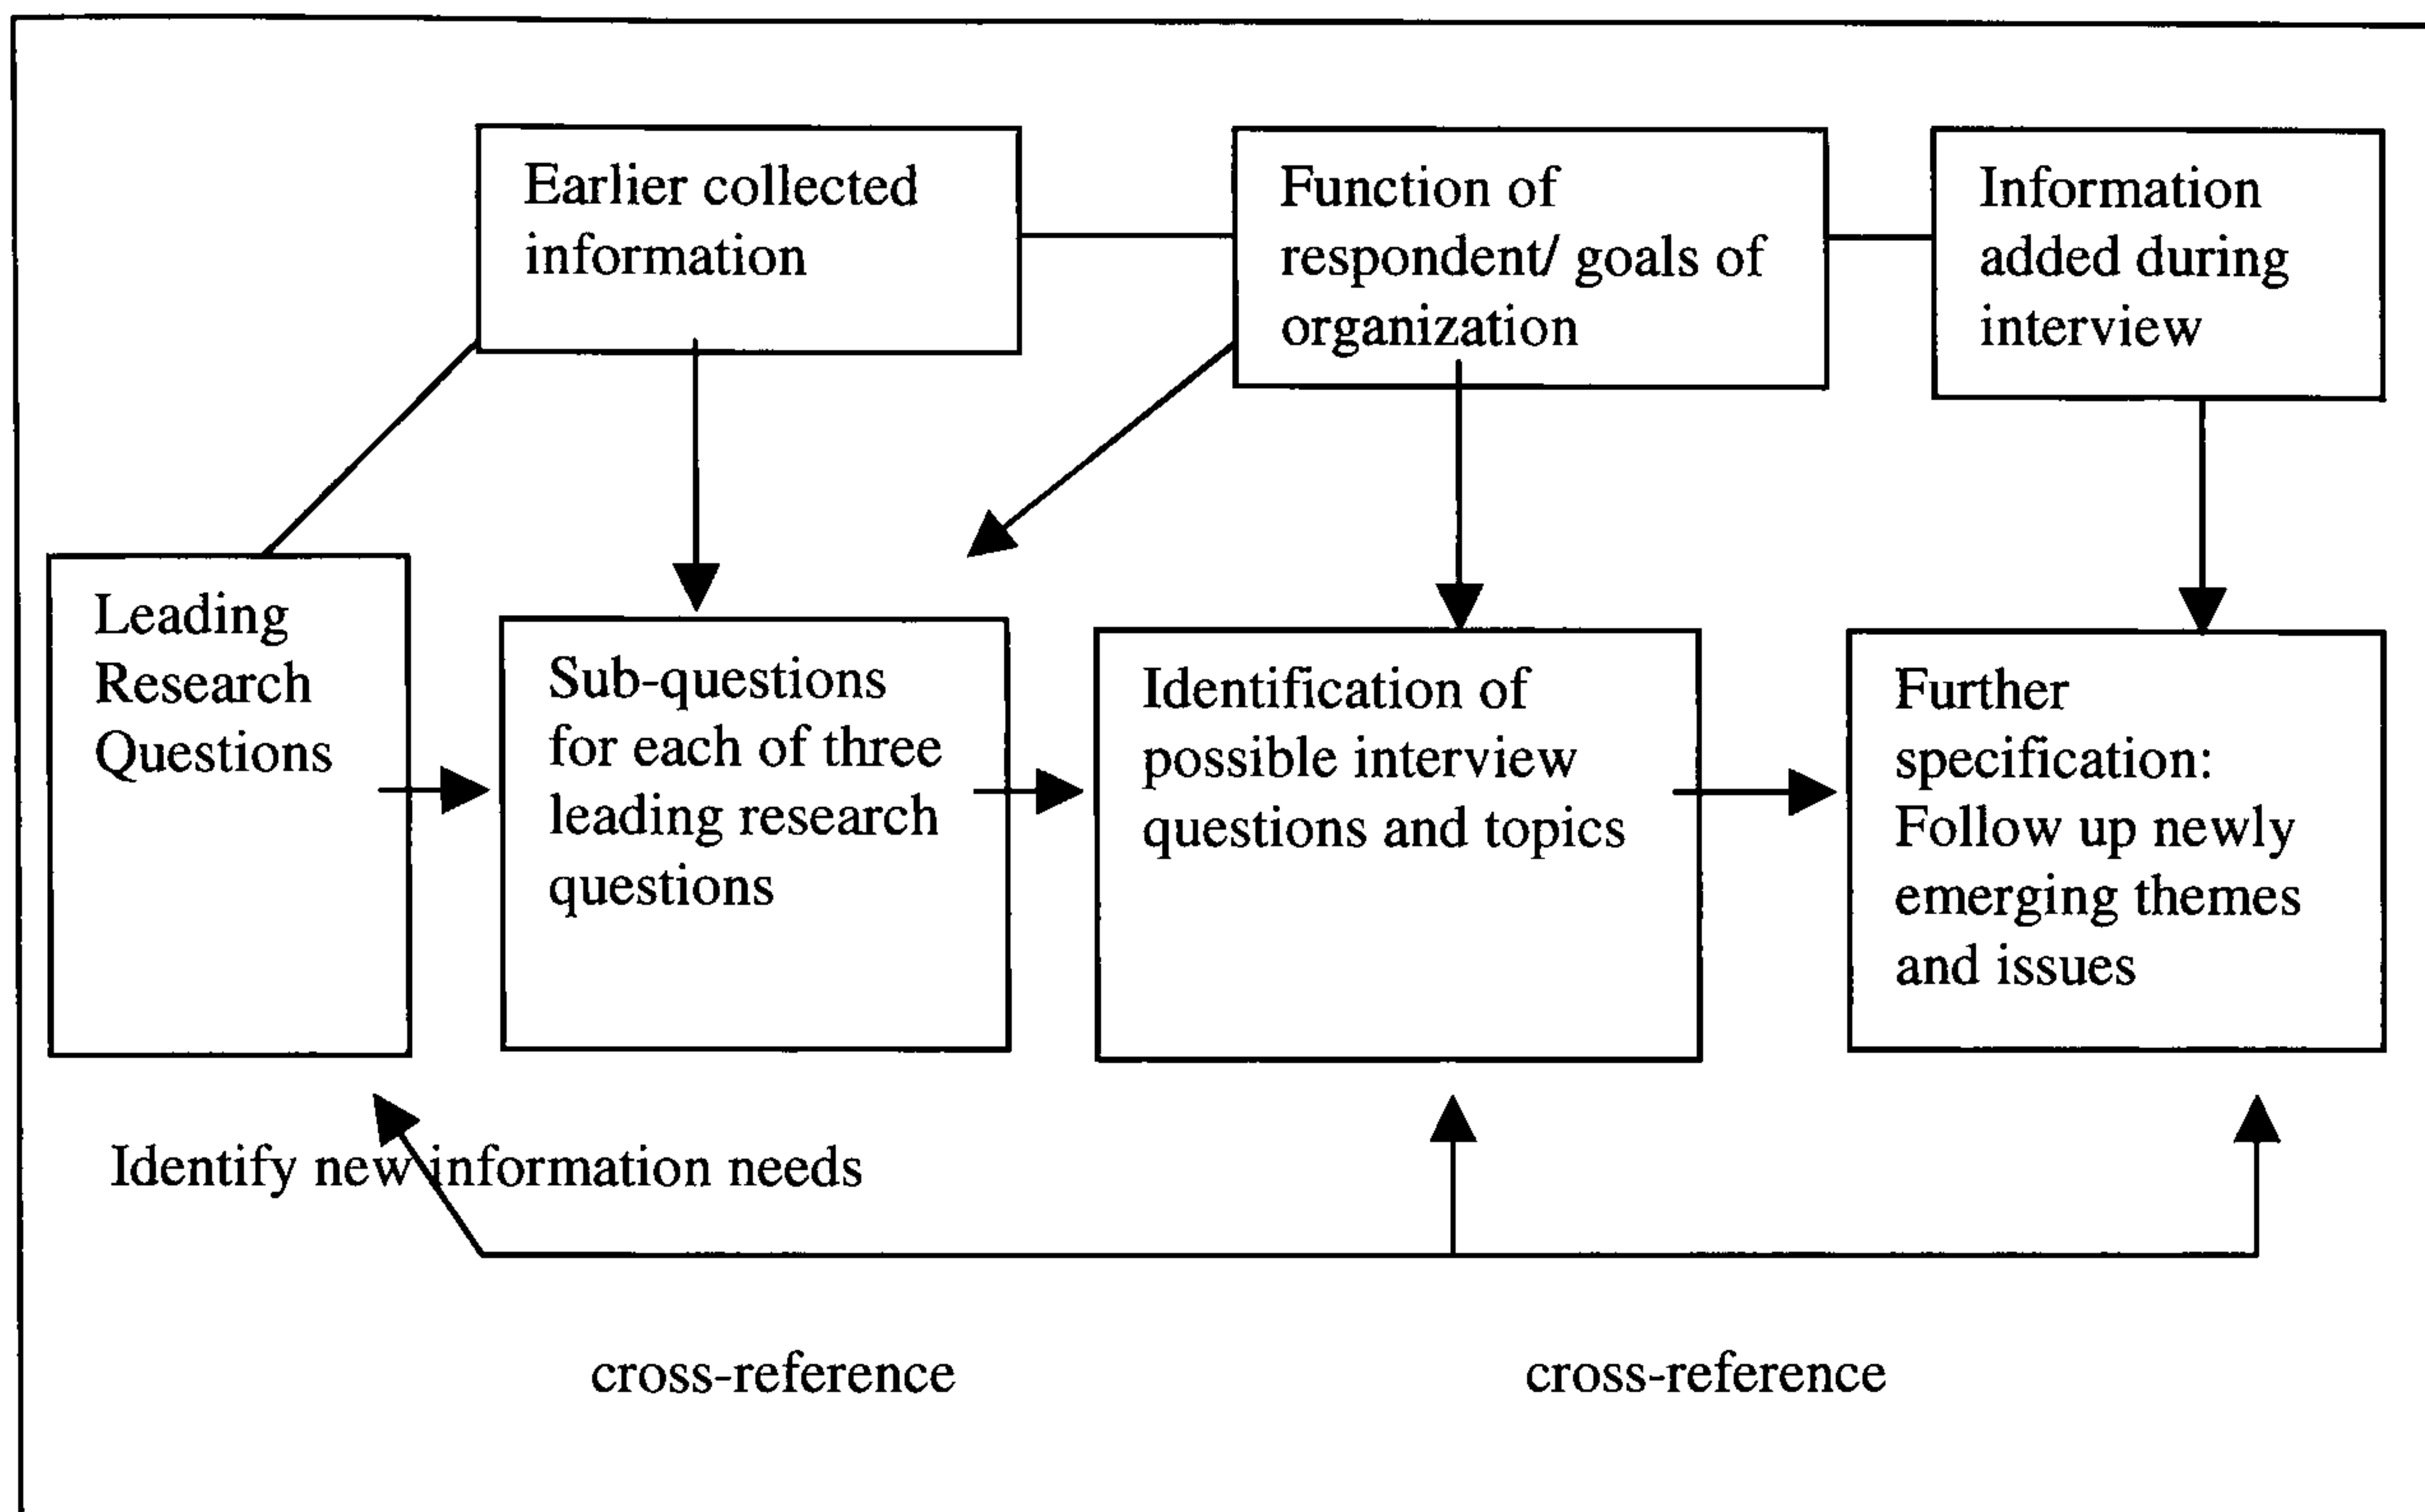 Earlier collected
information
Function of
respondent/ goals of
organization
Information
added during
interview
Leading
Research
Questions
Sub-questions
for each of three
leading research
questions
Identification of
possible interview
questions and topics
Further
specification:
Follow up newly
emerging themes
and issues
Identify new information needs
cross-reference
cross-reference